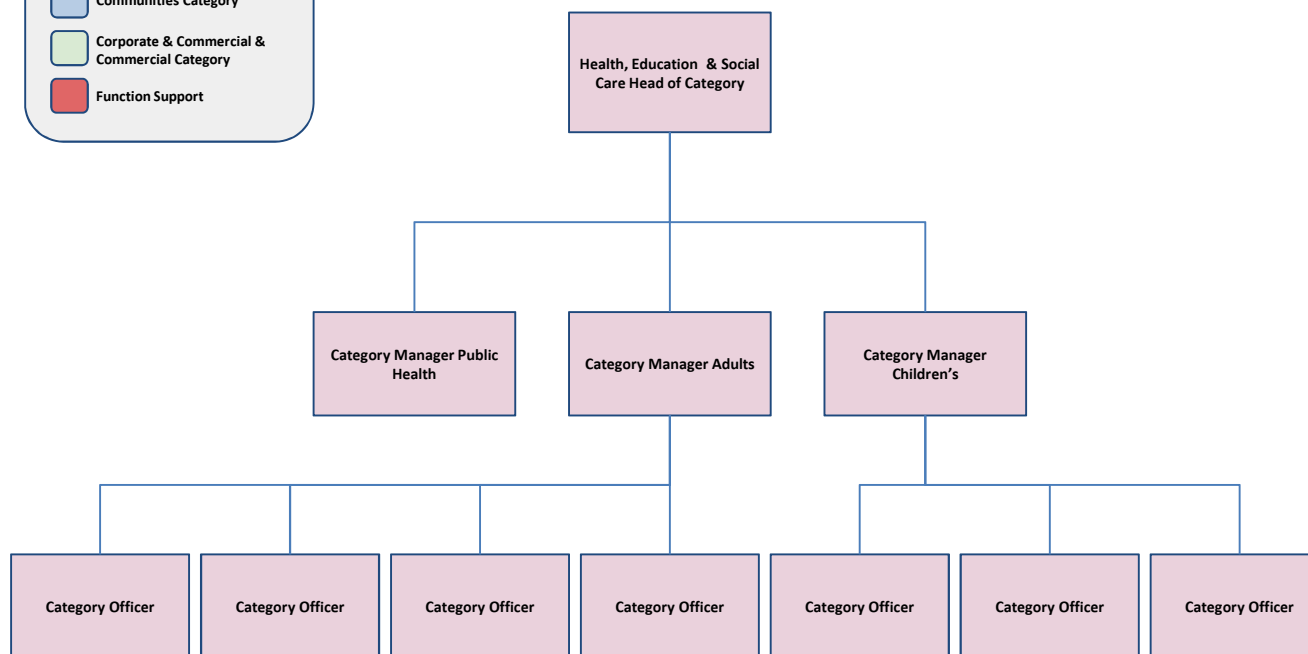 Communities Category
Corporate & Commercial &
Commercial Category
Function Support
Health, Education & Social
Care Head of Category
Category Manager Public
Health
Category Manager Adults
Category Manager
Children's
Category Officer
Category Officer
Category Officer
Category Officer
Category Officer
Category Officer
Category Officer